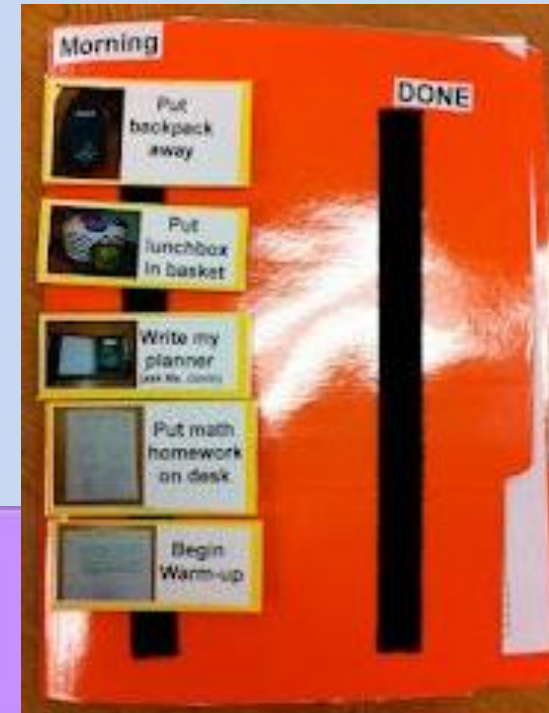 Morning
DONE
Put
backpack
away
Put
lunchbox
in basket
Write my
planner
Put math
homework
on desk
Begin
Warm-up